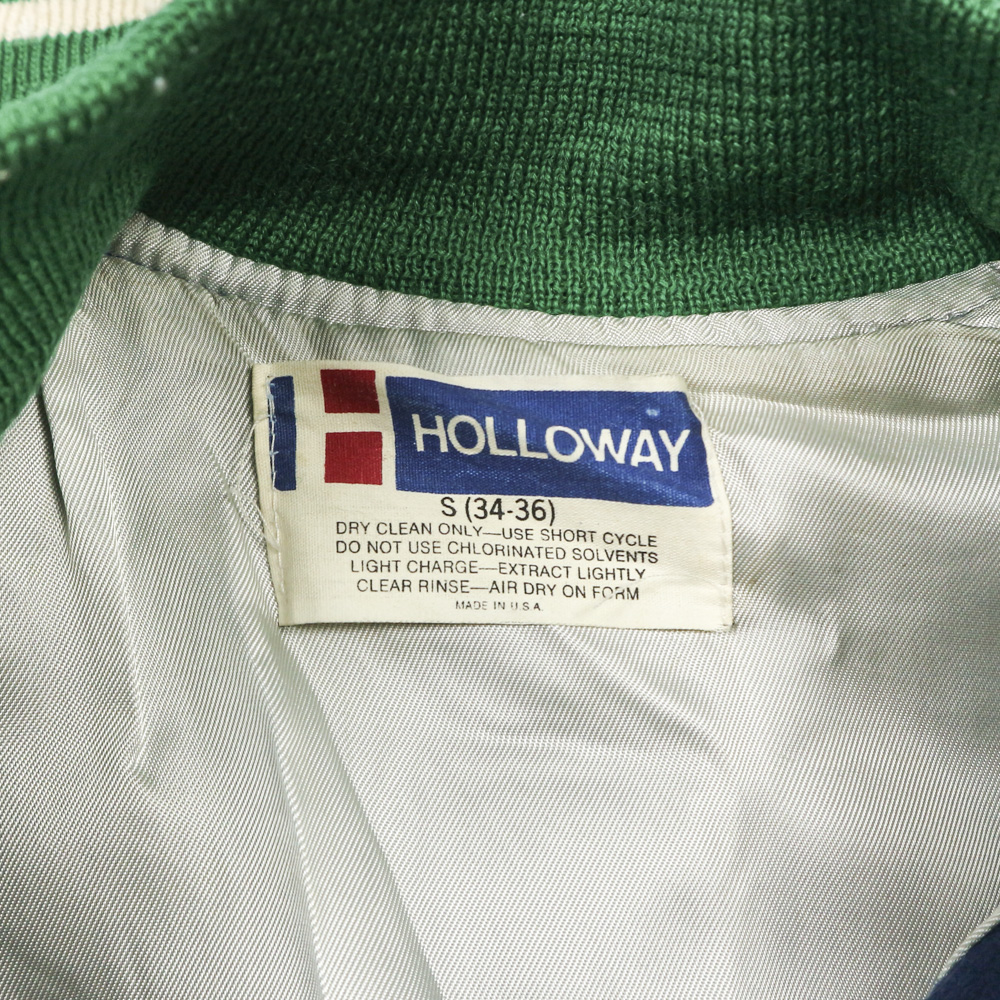 HOLLOWAY
S (34-36)
DRY CLEAN ONLY—USE SHORT CYCLE
DO NOT USE CHLORINATED SOLVENTS
LIGHT CHARGE—EXTRACT LIGHTLY
CLEAR RINSE—AIR DRY ON FORM
MADE IN U.S.A.